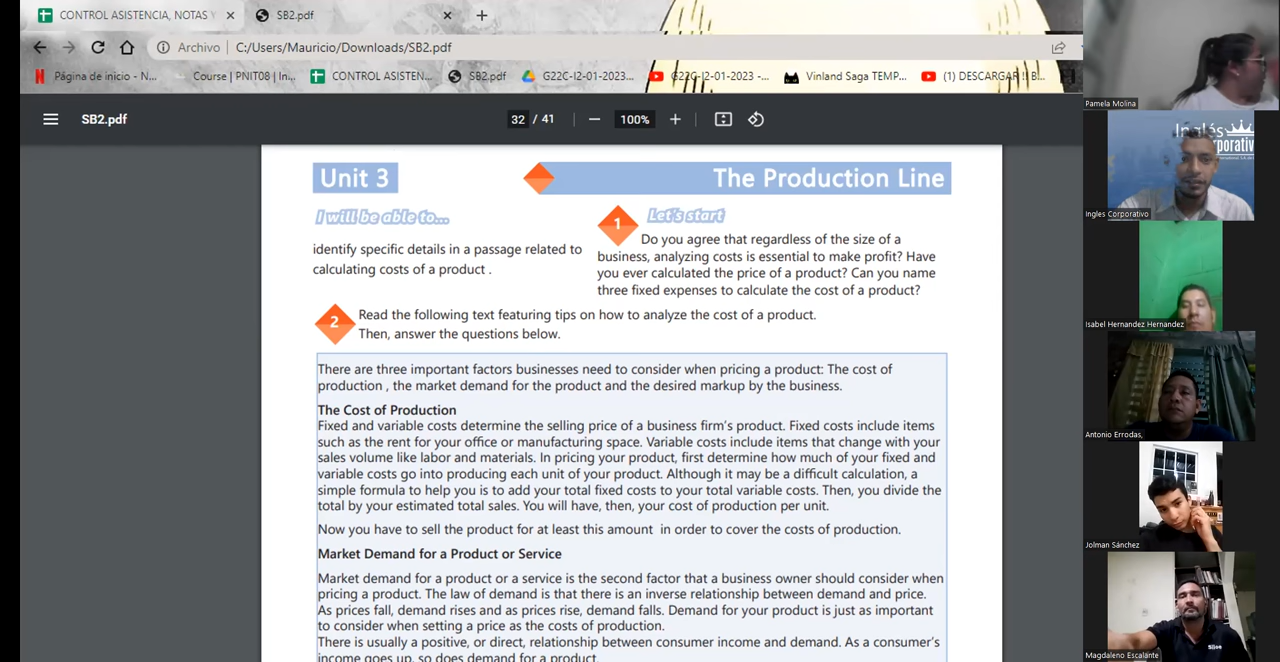 CONTROL ASISTENCIA, NOTAS Y
SB2.pdf
Archivo
C:/Users/Mauricio/Downloads/SB2.pdf
Página de inicio - N...
Course | PNIT08 | In...
CONTROL ASISTEN...
SB2.pdf
G22C-I2-01-2023...
G22C-I2-01-2023 -...
Vinland Saga TEMP...
(1) DESCARGAR !! B...
SB2.pdf
32 / 41
100%
Unit 3
The Production Line
I will be able to...
identify specific details in a passage related to
calculating costs of a product .
1
Let's start
Do you agree that regardless of the size of a
business, analyzing costs is essential to make profit? Have
you ever calculated the price of a product? Can you name
three fixed expenses to calculate the cost of a product?
2
Read the following text featuring tips on how to analyze the cost of a product.
Then, answer the questions below.
There are three important factors businesses need to consider when pricing a product: The cost of
production , the market demand for the product and the desired markup by the business.
The Cost of Production
Fixed and variable costs determine the selling price of a business firm's product. Fixed costs include items
such as the rent for your office or manufacturing space. Variable costs include items that change with your
sales volume like labor and materials. In pricing your product, first determine how much of your fixed and
variable costs go into producing each unit of your product. Although it may be a difficult calculation, a
simple formula to help you is to add your total fixed costs to your total variable costs. Then, you divide the
total by your estimated total sales. You will have, then, your cost of production per unit.
Now you have to sell the product for at least this amount in order to cover the costs of production.
Market Demand for a Product or Service
Market demand for a product or a service is the second factor that a business owner should consider when
pricing a product. The law of demand is that there is an inverse relationship between demand and price.
As prices fall, demand rises and as prices rise, demand falls. Demand for your product is just as important
to consider when setting a price as the costs of production.
There is usually a positive, or direct, relationship between consumer income and demand. As a consumer's
income goes up, so does demand for a product.
Pamela Molina
Inglés
Ingles Corporativo
Isabel Hernandez Hernandez
Antonio Errodas,
Jolman Sánchez
Magdaleno Escalante